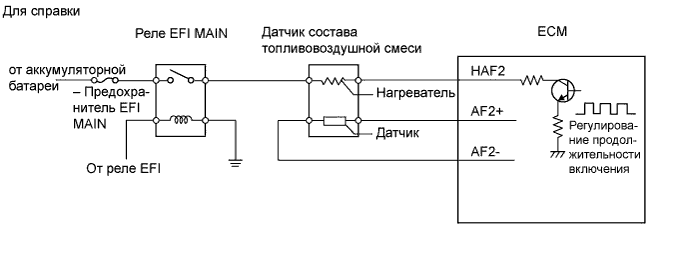 Для справки
Реле EFI MAIN
Датчик состава
топливовоздушной смеси
ECM
от аккумуляторной
батареи
– Предохра-
нитель EFI
MAIN
От реле EFI
Нагреватель
Датчик
HAF2
AF2+
AF2-
Регулирова-
ние продол-
жительности
включения